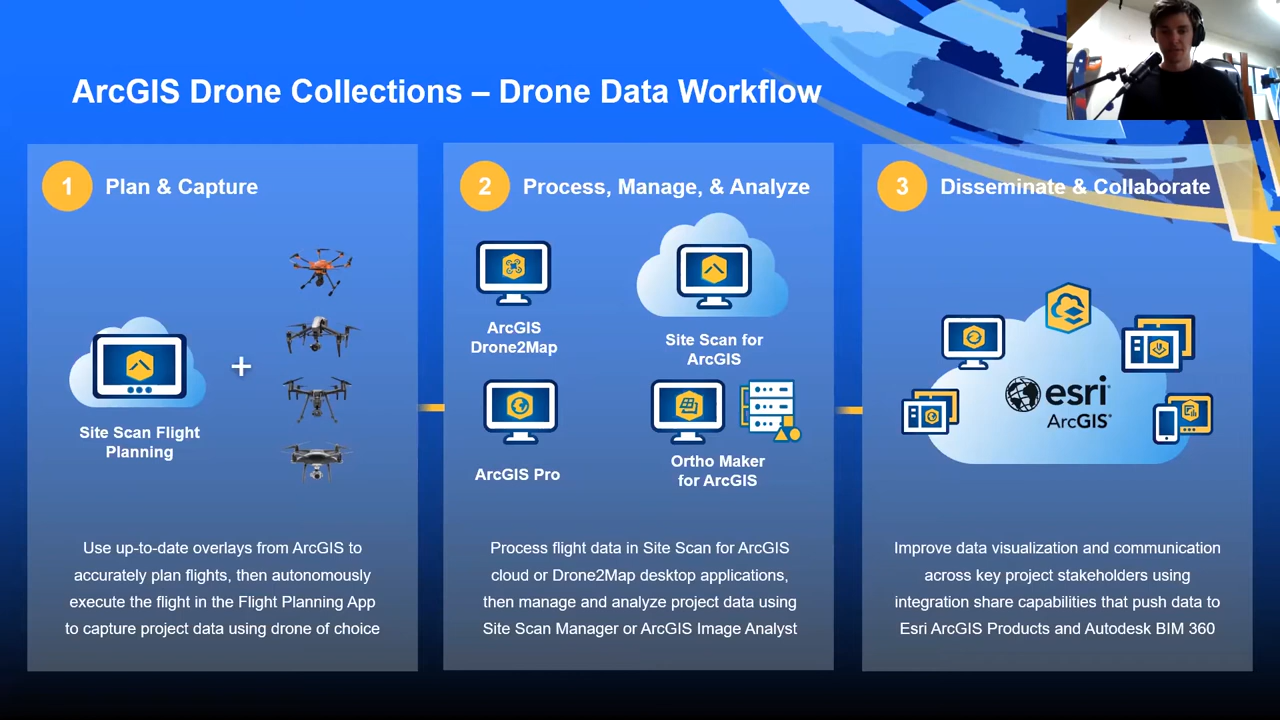 ArcGIS Drone Collections – Drone Data Workflow
1 Plan & Capture
Site Scan Flight
Planning
+
Use up-to-date overlays from ArcGIS to
accurately plan flights, then autonomously
execute the flight in the Flight Planning App
to capture project data using drone of choice
2 Process, Manage, & Analyze
ArcGIS
Drone2Map
Site Scan for
ArcGIS
ArcGIS Pro
Ortho Maker
for ArcGIS
Process flight data in Site Scan for ArcGIS
cloud or Drone2Map desktop applications,
then manage and analyze project data using
Site Scan Manager or ArcGIS Image Analyst
3 Disseminate & Collaborate
esri
ArcGIS
Improve data visualization and communication
across key project stakeholders using
integration share capabilities that push data to
Esri ArcGIS Products and Autodesk BIM 360